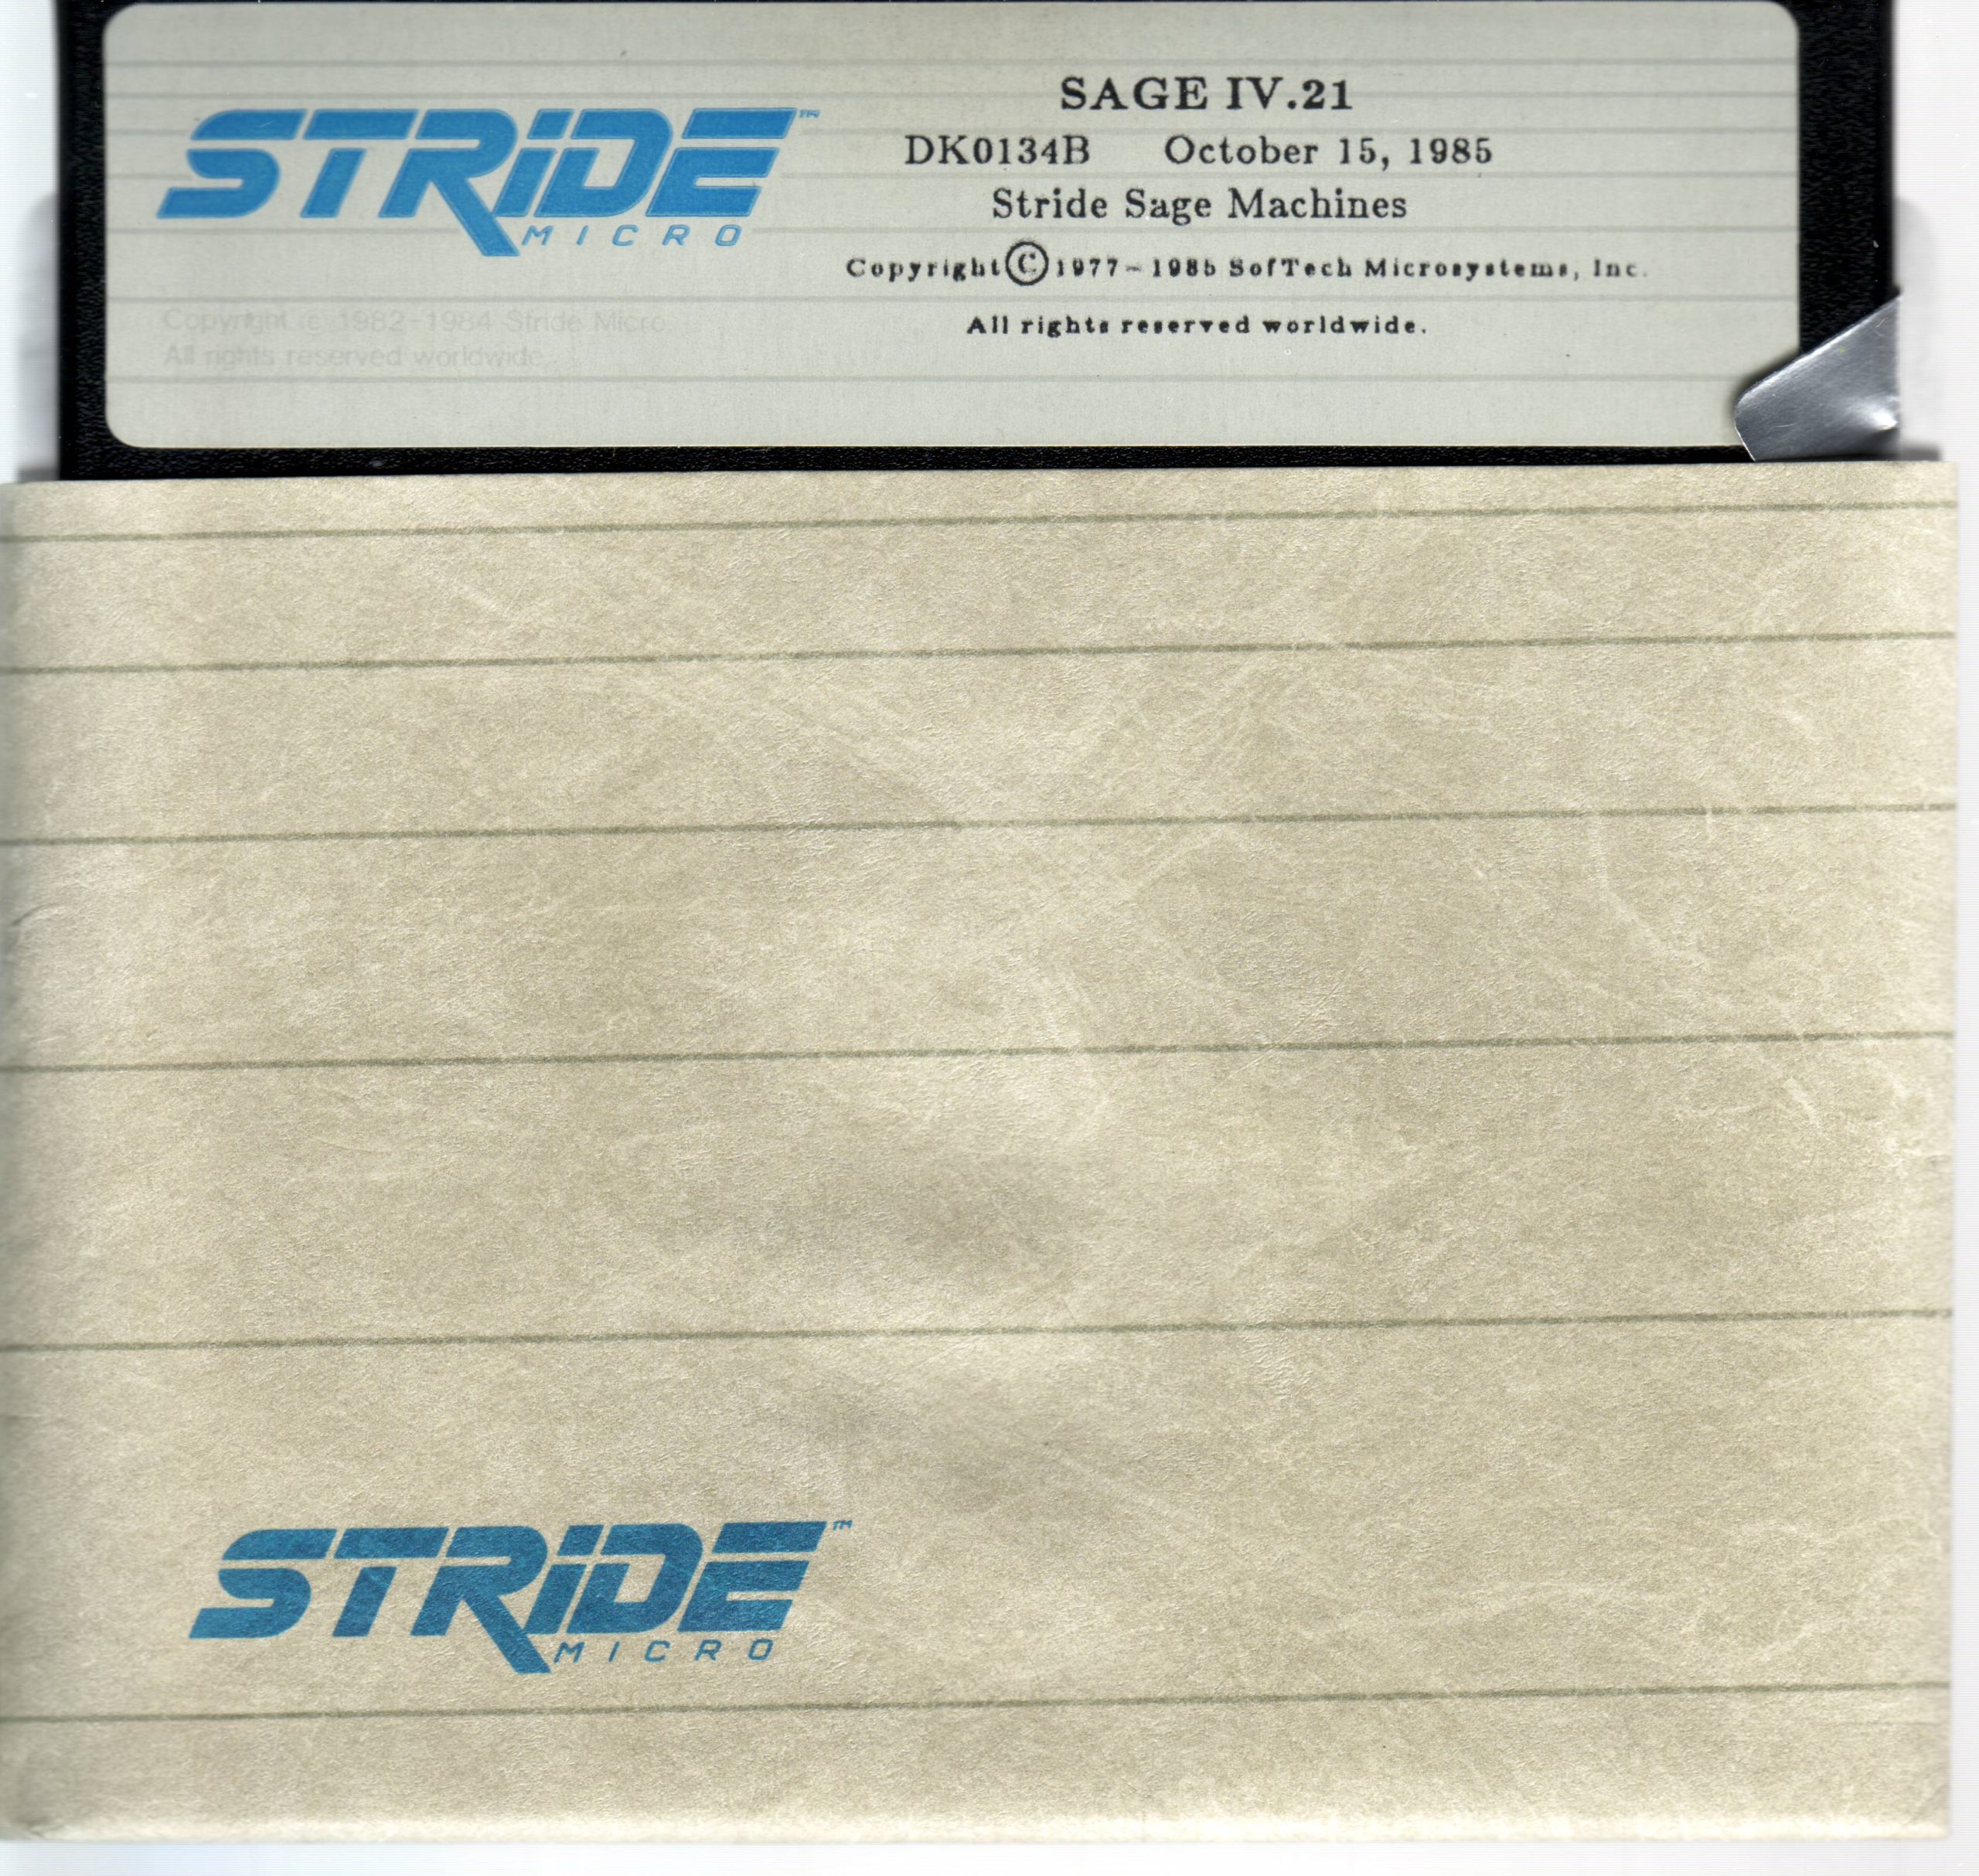 STRIDE™
MICRO
SAGE IV.21
DK0134B October 15, 1985
Stride Sage Machines
Copyright Ⓒ 1977-1985 SofTech Microsystems, Inc.
All rights reserved worldwide.
Copyright © 1982-1984 Stride Micro
All rights reserved worldwide.
STRIDE™
MICRO